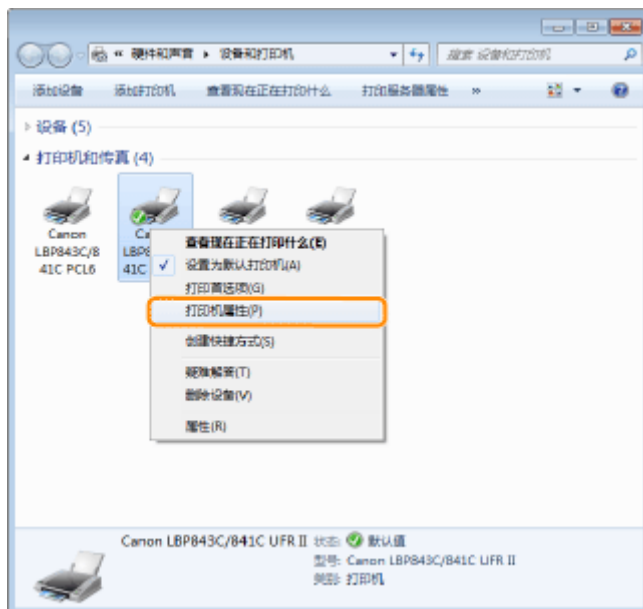 « 硬件和声音 ▸ 设备和打印机
搜索 设备和打印机
添加设备 添加打印机 查看现在正在打印什么 打印服务器属性 »
设备 (5)
打印机和传真 (4)
Canon
LBP843C/8
41C PCL6
Ca
LBP8
41C
查看现在正在打印什么(E)
设置为默认打印机(A)
打印首选项(G)
打印机属性(P)
创建快捷方式(S)
疑难解答(T)
删除设备(V)
属性(R)
Canon LBP843C/841C UFR II 状态: 默认值
型号: Canon LBP843C/841C UFR II
类别: 打印机